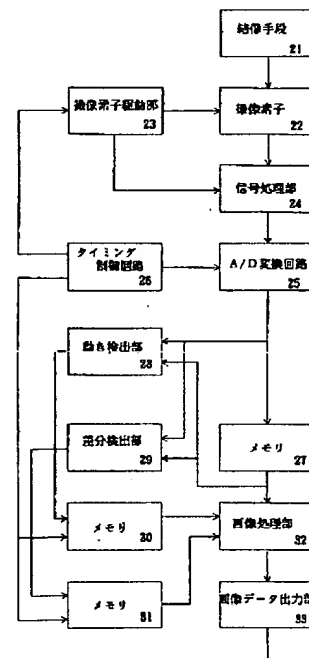 結像手段
21
撮像素子駆動部
23
撮像素子
22
信号処理部
24
タイミング
制御回路
26
A/D変換回路
25
動き検出部
28
差分検出部
29
メモリ
27
メモリ
30
画像処理部
32
メモリ
31
画像データ出力部
33